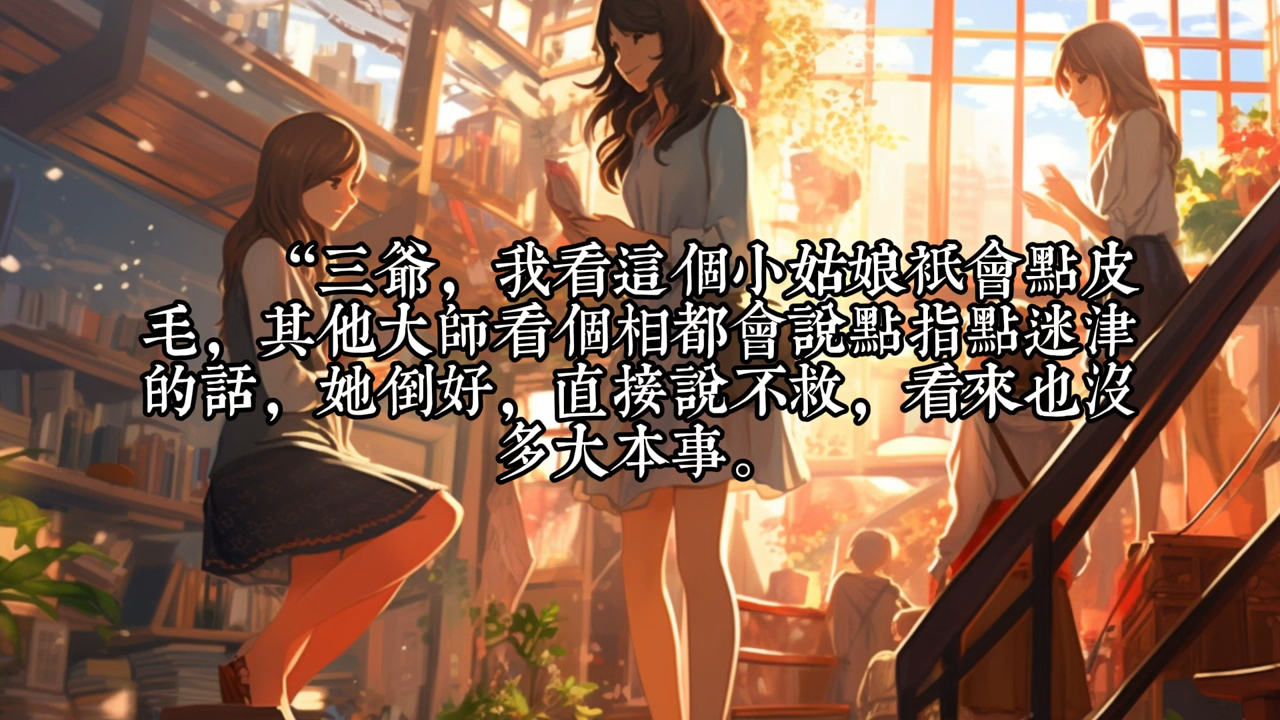 “三爺，我看這個小姑娘衹會點皮
毛，其他大師看個相都會說點指點迷津
的話，她倒好，直接說不救，看來也沒
多大本事。